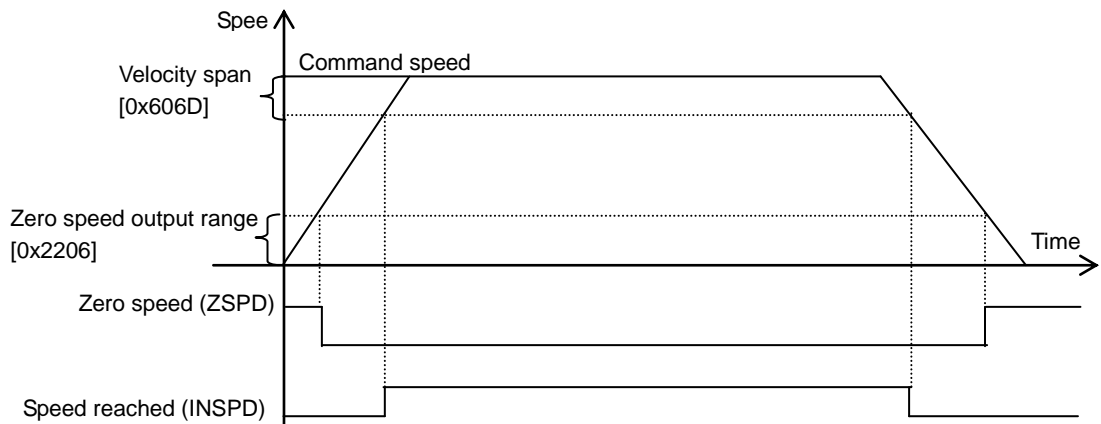 Spee
Command speed
Velocity span
[0x606D]
Zero speed output range
[0x2206]
Time
Zero speed (ZSPD)
Speed reached (INSPD)